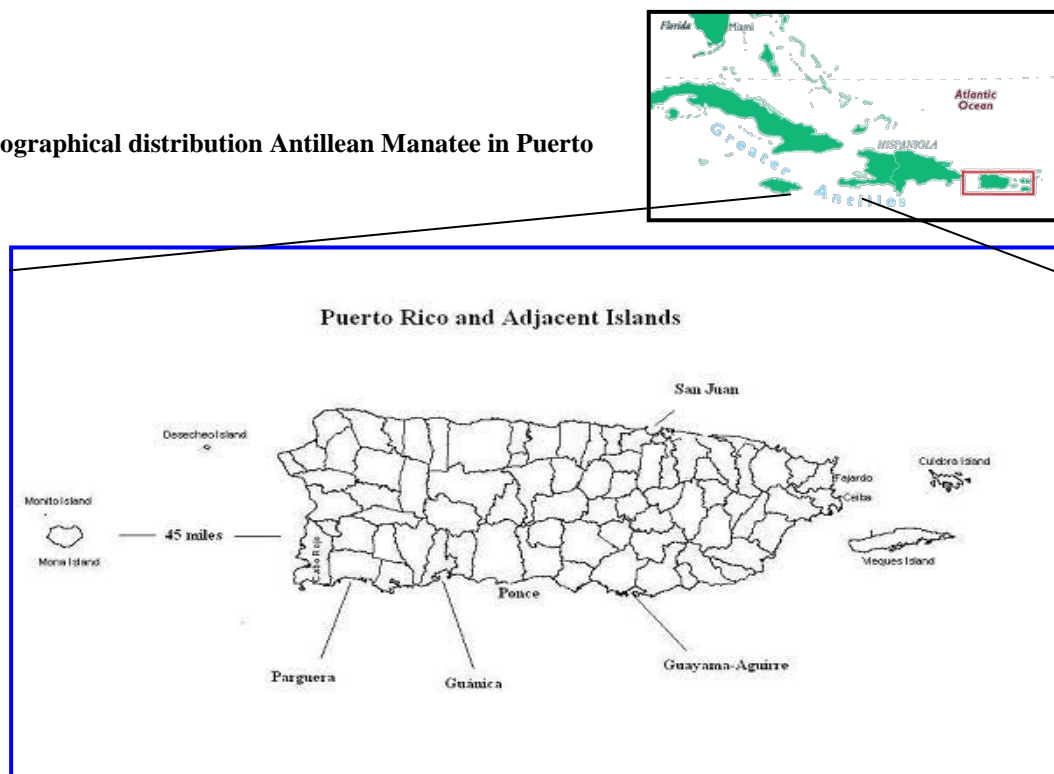 Florida
Miami
Atlantic
Ocean
HISPANIOLA
Greater
Antilles
ographical distribution Antillean Manatee in Puerto
Puerto Rico and Adjacent Islands
San Juan
Desecheo Island
Culebra Island
Fajardo
Ceiba
Monito Island
45 miles
Mona Island
Cabo Rojo
Vieques Island
Ponce
Guayama-Aguirre
Parguera
Guánica